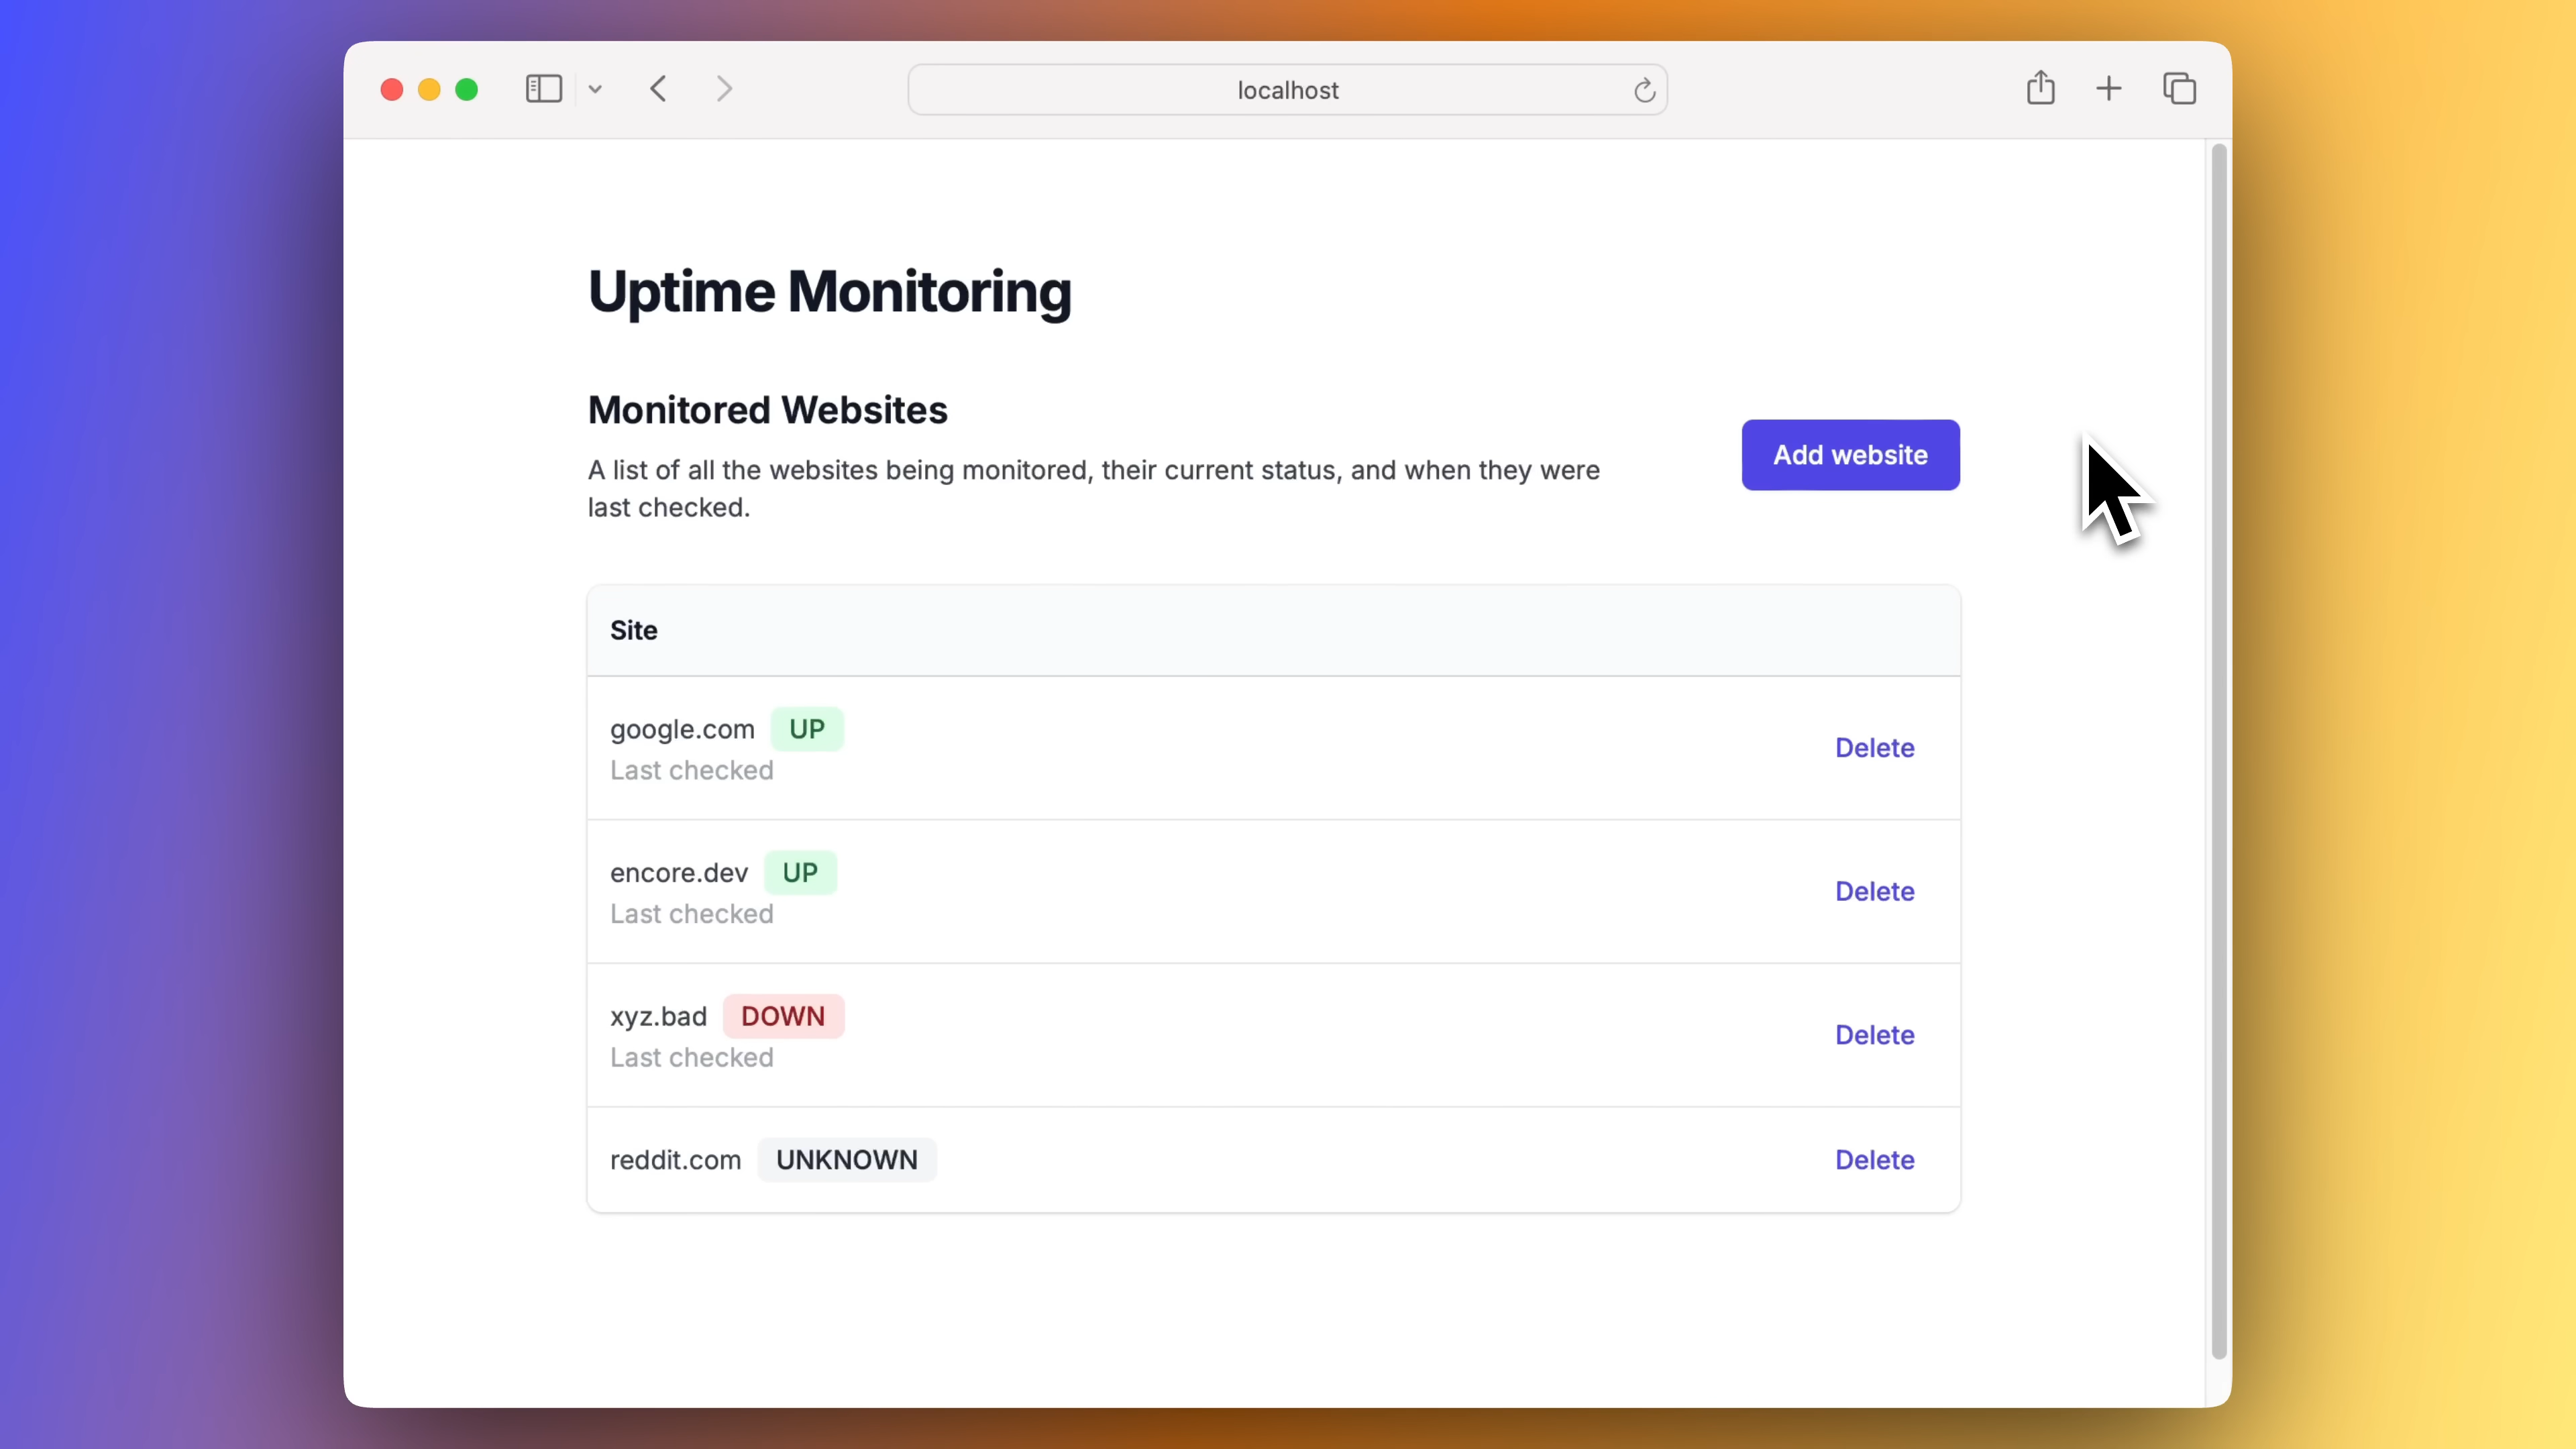 localhost
Uptime Monitoring
Monitored Websites
A list of all the websites being monitored, their current status, and when they were
last checked.
Add website
Site
google.com UP
Last checked
Delete
encore.dev UP
Last checked
Delete
xyz.bad DOWN
Last checked
Delete
reddit.com UNKNOWN
Delete